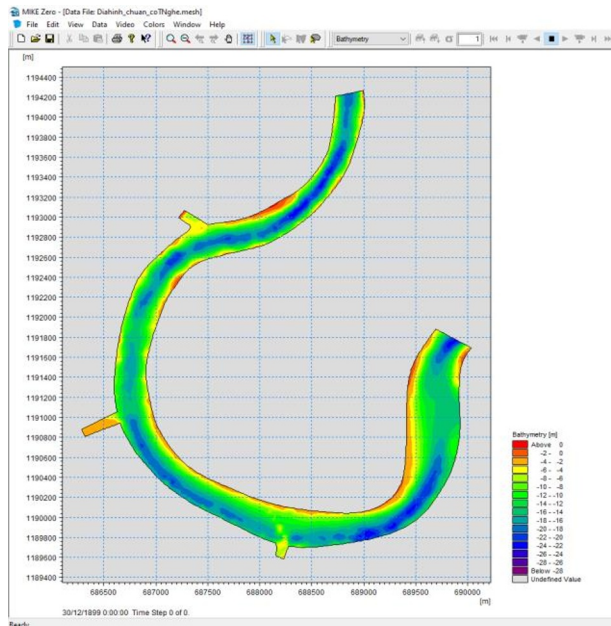 MIKE Zero - [Data File: Diahinh_chuan_coTNghe.mesh]
File Edit View Data Video Colors Window Help
Bathymetry 1
[m]
1194400
1194200
1194000
1193800
1193600
1193400
1193200
1193000
1192800
1192600
1192400
1192200
1192000
1191800
1191600
1191400
1191200
1191000
1190800
1190600
1190400
1190200
1190000
1189800
1189600
1189400
686500 687000 687500 688000 688500 689000 689500 690000
[m]
Bathymetry [m]
Above 0
-2 - 0
-4 - -2
-6 - -4
-8 - -6
-10 - -8
-12 - -10
-14 - -12
-16 - -14
-18 - -16
-20 - -18
-22 - -20
-24 - -22
-26 - -24
-28 - -26
Below -28
Undefined Value
30/12/1899 0:00:00 Time Step 0 of 0.
Ready